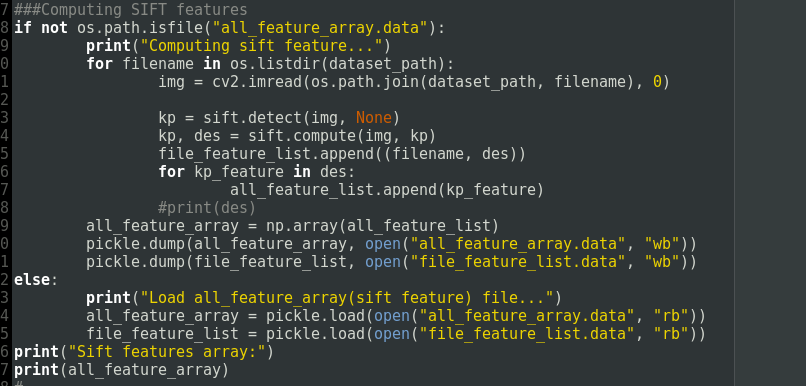 7 ###Computing SIFT features
8 if not os.path.isfile("all_feature_array.data"):
9 print("Computing sift feature...")
0 for filename in os.listdir(dataset_path):
1 img = cv2.imread(os.path.join(dataset_path, filename), 0)
2
3 kp = sift.detect(img, None)
4 kp, des = sift.compute(img, kp)
5 file_feature_list.append((filename, des))
6 for kp_feature in des:
7 all_feature_list.append(kp_feature)
8 #print(des)
9 all_feature_array = np.array(all_feature_list)
0 pickle.dump(all_feature_array, open("all_feature_array.data", "wb"))
1 pickle.dump(file_feature_list, open("file_feature_list.data", "wb"))
2 else:
3 print("Load all_feature_array(sift feature) file...")
4 all_feature_array = pickle.load(open("all_feature_array.data", "rb"))
5 file_feature_list = pickle.load(open("file_feature_list.data", "rb"))
6 print("Sift features array:")
7 print(all_feature_array)
8 #